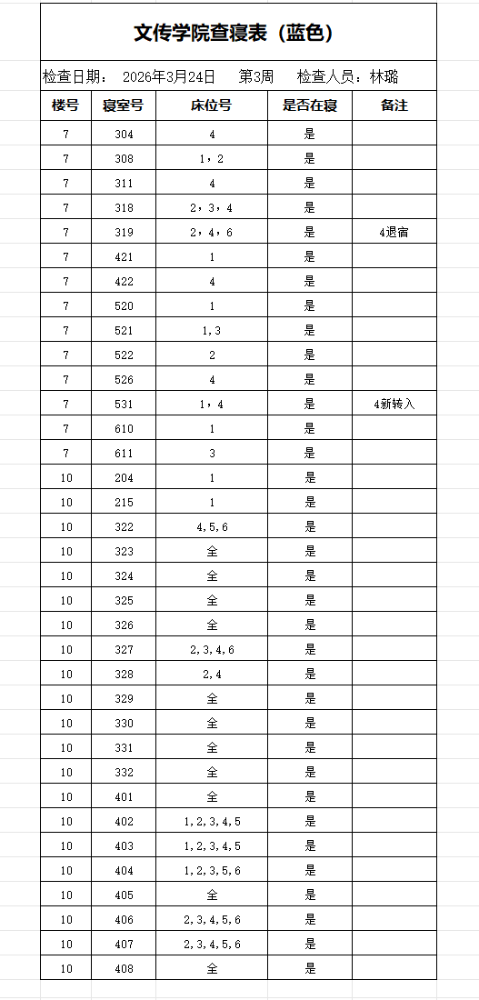 文传学院查寝表（蓝色）
检查日期： 2026年3月24日 第3周 检查人员：林璐
楼号 寝室号 床位号 是否在寝 备注
7 304 4 是
7 308 1，2 是
7 311 4 是
7 318 2，3，4 是
7 319 2，4，6 是 4退宿
7 421 1 是
7 422 4 是
7 520 1 是
7 521 1,3 是
7 522 2 是
7 526 4 是
7 531 1，4 是 4新转入
7 610 1 是
7 611 3 是
10 204 1 是
10 215 1 是
10 322 4,5,6 是
10 323 全 是
10 324 全 是
10 325 全 是
10 326 全 是
10 327 2,3,4,6 是
10 328 2,4 是
10 329 全 是
10 330 全 是
10 331 全 是
10 332 全 是
10 401 全 是
10 402 1,2,3,4,5 是
10 403 1,2,3,4,5 是
10 404 1,2,3,5,6 是
10 405 全 是
10 406 2,3,4,5,6 是
10 407 2,3,4,5,6 是
10 408 全 是